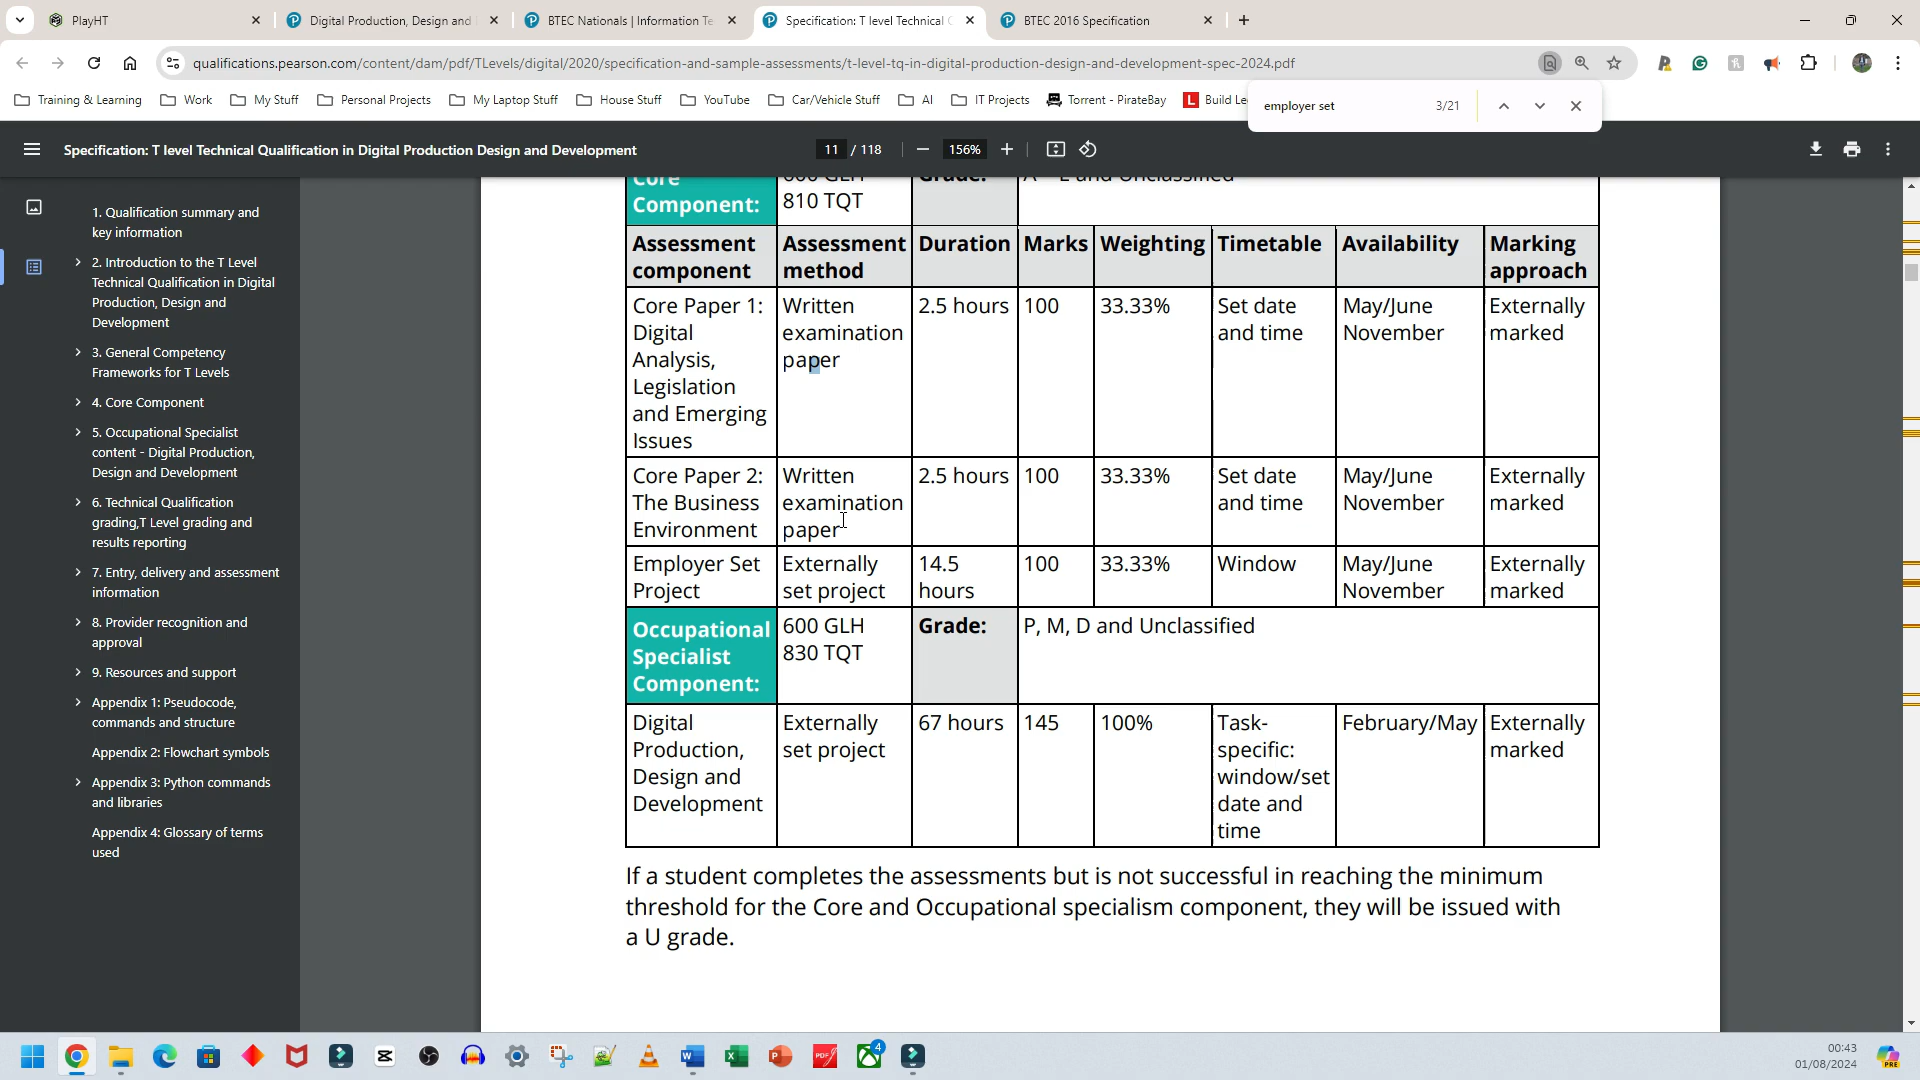 PlayHT
Digital Production, Design and
BTEC Nationals | Information Te
Specification: T level Technical
BTEC 2016 Specification
qualifications.pearson.com/content/dam/pdf/TLevels/digital/2020/specification-and-sample-assessments/t-level-tq-in-digital-production-design-and-development-spec-2024.pdf
Training & Learning
Work
My Stuff
Personal Projects
My Laptop Stuff
House Stuff
YouTube
Car/Vehicle Stuff
AI
IT Projects
Torrent - PirateBay
Build Le
employer set 3/21
Specification: T level Technical Qualification in Digital Production Design and Development
11 / 118
156%
1. Qualification summary and
key information
2. Introduction to the T Level
Technical Qualification in Digital
Production, Design and
Development
3. General Competency
Frameworks for T Levels
4. Core Component
5. Occupational Specialist
content - Digital Production,
Design and Development
6. Technical Qualification
grading,T Level grading and
results reporting
7. Entry, delivery and assessment
information
8. Provider recognition and
approval
9. Resources and support
Appendix 1: Pseudocode,
commands and structure
Appendix 2: Flowchart symbols
Appendix 3: Python commands
and libraries
Appendix 4: Glossary of terms
used
Core
Component:
600 GLH
810 TQT
Grade:
A* - E and Unclassified
Assessment
component
Assessment
method
Duration
Marks
Weighting
Timetable
Availability
Marking
approach
Core Paper 1:
Digital
Analysis,
Legislation
and Emerging
Issues
Written
examination
paper
2.5 hours
100
33.33%
Set date
and time
May/June
November
Externally
marked
Core Paper 2:
The Business
Environment
Written
examination
paper
2.5 hours
100
33.33%
Set date
and time
May/June
November
Externally
marked
Employer Set
Project
Externally
set project
14.5
hours
100
33.33%
Window
May/June
November
Externally
marked
Occupational
Specialist
Component:
600 GLH
830 TQT
Grade:
P, M, D and Unclassified
Digital
Production,
Design and
Development
Externally
set project
67 hours
145
100%
Task-
specific:
window/set
date and
time
February/May
Externally
marked
If a student completes the assessments but is not successful in reaching the minimum
threshold for the Core and Occupational specialism component, they will be issued with
a U grade.
4
00:43
01/08/2024